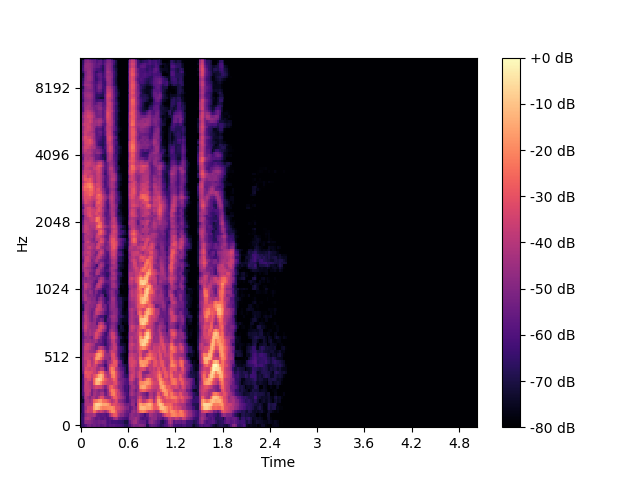 8192
4096
2048
1024
512
0
Hz
0 0.6 1.2 1.8 2.4 3 3.6 4.2 4.8
Time
+0 dB
-10 dB
-20 dB
-30 dB
-40 dB
-50 dB
-60 dB
-70 dB
-80 dB